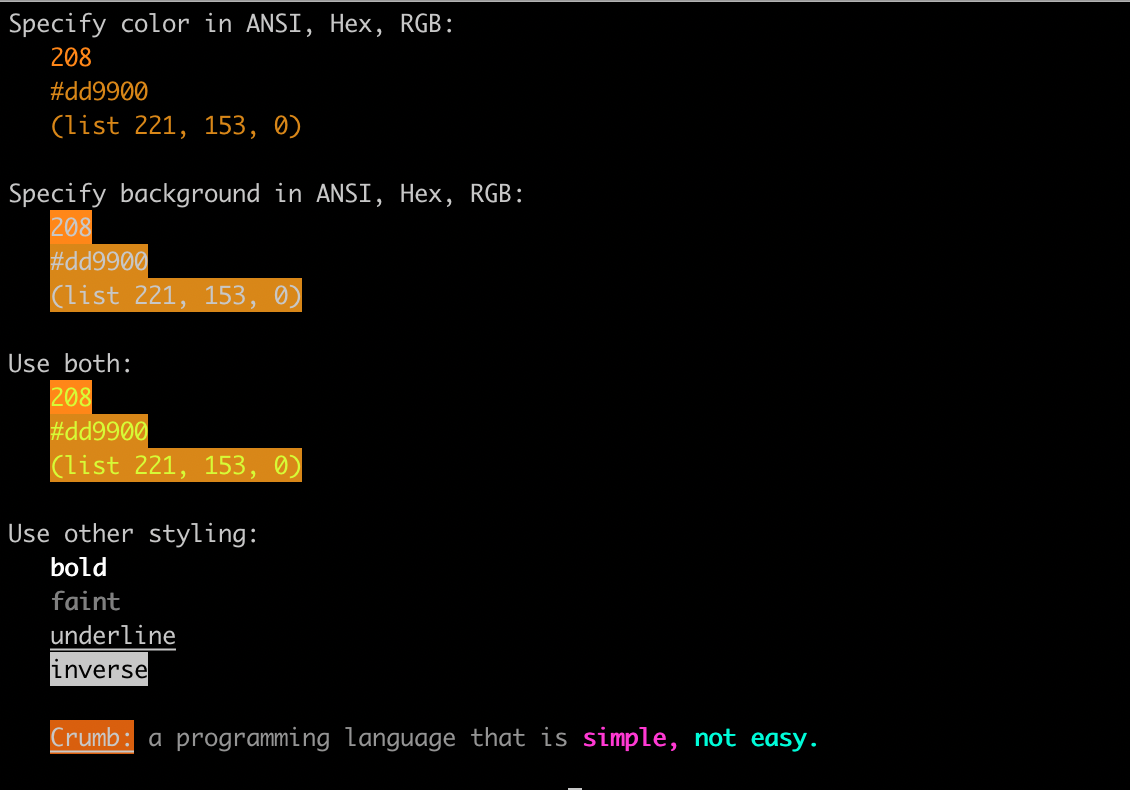 Specify color in ANSI, Hex, RGB:
208
#dd9900
(list 221, 153, 0)
Specify background in ANSI, Hex, RGB:
208
#dd9900
(list 221, 153, 0)
Use both:
208
#dd9900
(list 221, 153, 0)
Use other styling:
bold
faint
underline
inverse
Crumb: a programming language that is simple, not easy.